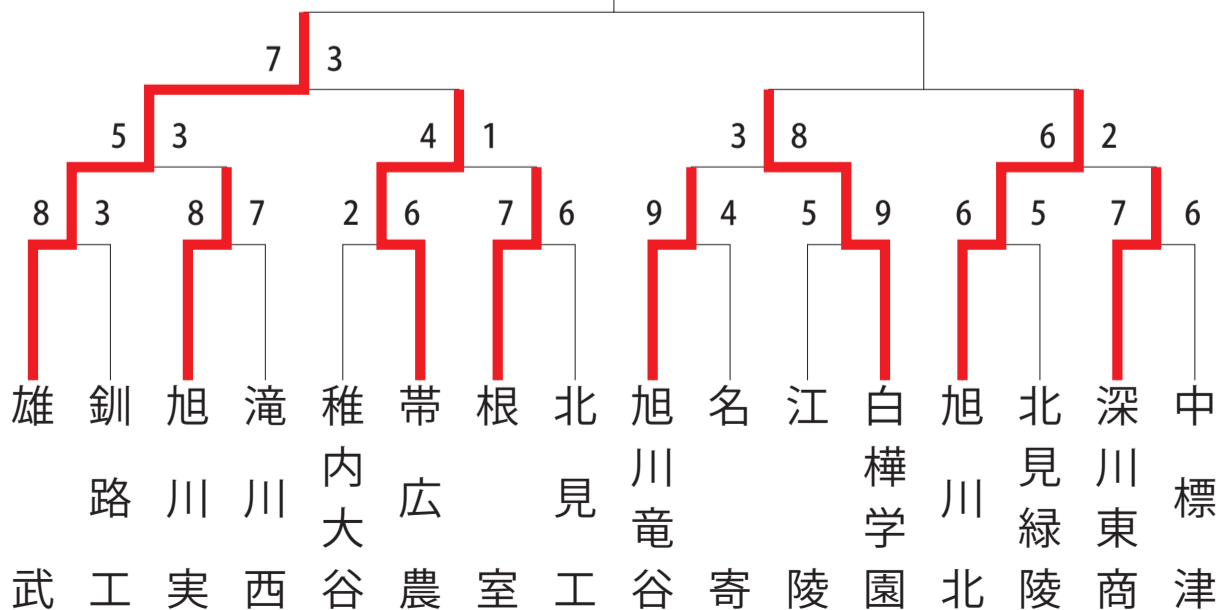 7 3
5 3 4 1 3 8 6 2
8 3 8 7 2 6 7 6 9 4 5 9 6 5 7 6
雄武
釧路工
旭川実
滝川西
稚内大谷
帯広農
根室
北見工
旭川竜谷
名寄
江陵
白樺学園
旭川北
北見緑陵
深川東商
中標津